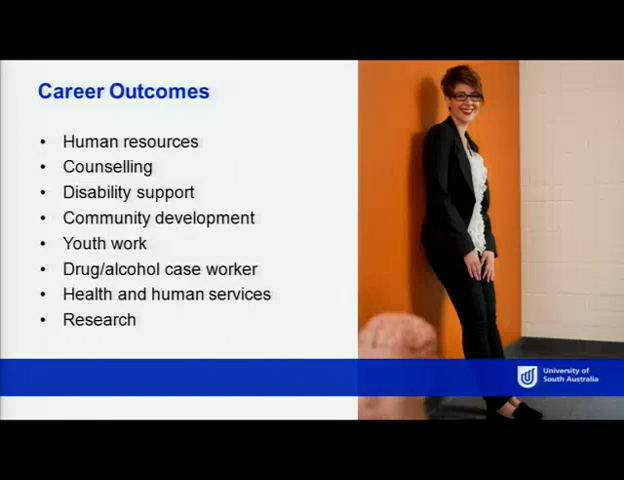 Career Outcomes
• Human resources
• Counselling
• Disability support
• Community development
• Youth work
• Drug/alcohol case worker
• Health and human services
• Research
University of
South Australia